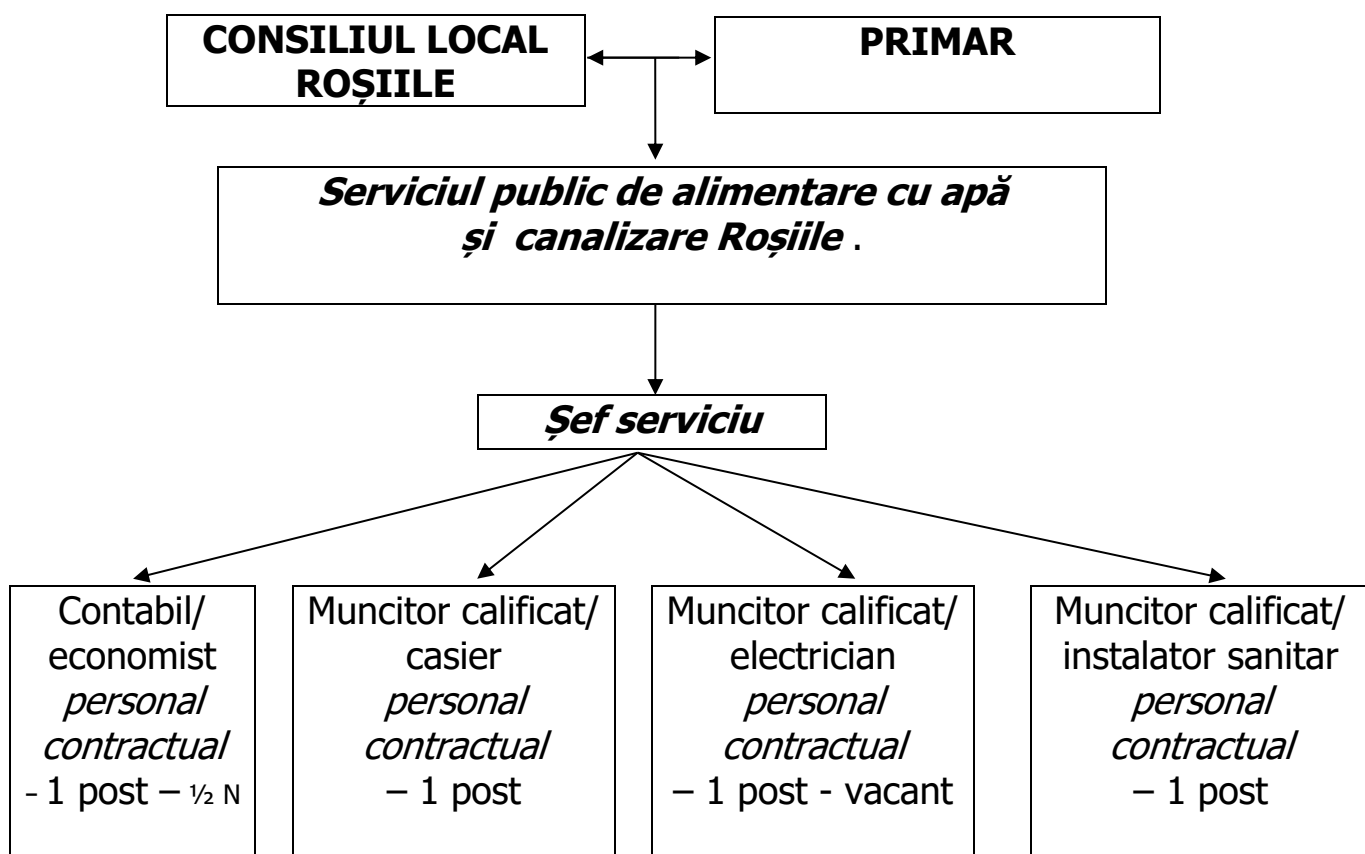 CONSILIUL LOCAL
ROȘIILE
PRIMAR
Serviciul public de alimentare cu apă
și canalizare Roșiile .
Șef serviciu
Contabil/
economist
personal
contractual
- 1 post – ½ N
Muncitor calificat/
casier
personal
contractual
– 1 post
Muncitor calificat/
electrician
personal
contractual
– 1 post - vacant
Muncitor calificat/
instalator sanitar
personal
contractual
– 1 post